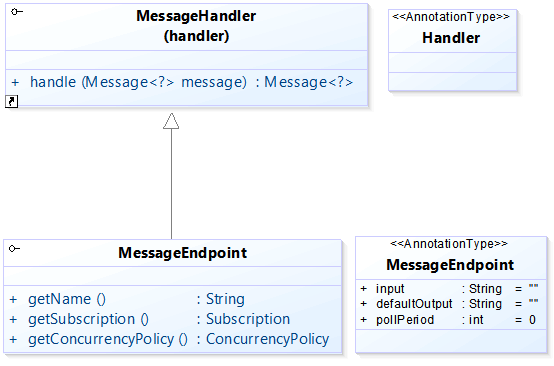 MessageHandler
(handler)
+ handle (Message<?> message) : Message<?>
<<AnnotationType>>
Handler
MessageEndpoint
+ getName () : String
+ getSubscription () : Subscription
+ getConcurrencyPolicy () : ConcurrencyPolicy
<<AnnotationType>>
MessageEndpoint
+ input : String = ""
+ defaultOutput : String = ""
+ pollPeriod : int = 0